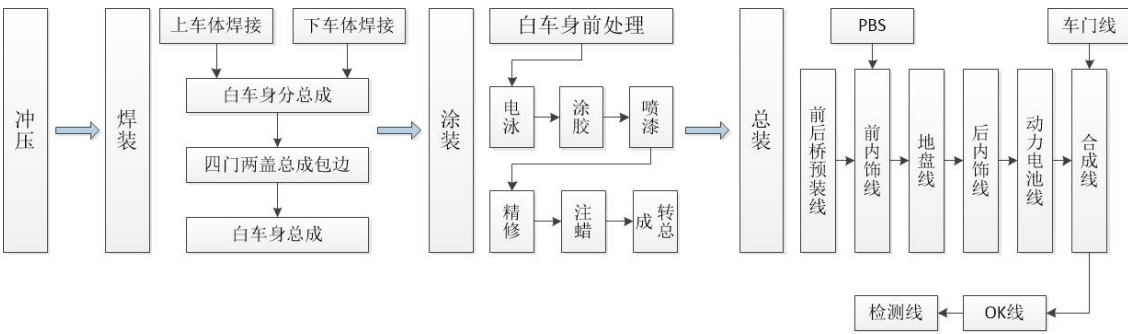 冲压
焊装
上车体焊接
下车体焊接
白车身分总成
四门两盖总成包边
白车身总成
涂装
白车身前处理
电泳
涂胶
喷漆
精修
注蜡
转总成
总装
PBS
车门线
前后桥预装线
前内饰线
地盘线
后内饰线
动力电池线
合成线
检测线
OK线